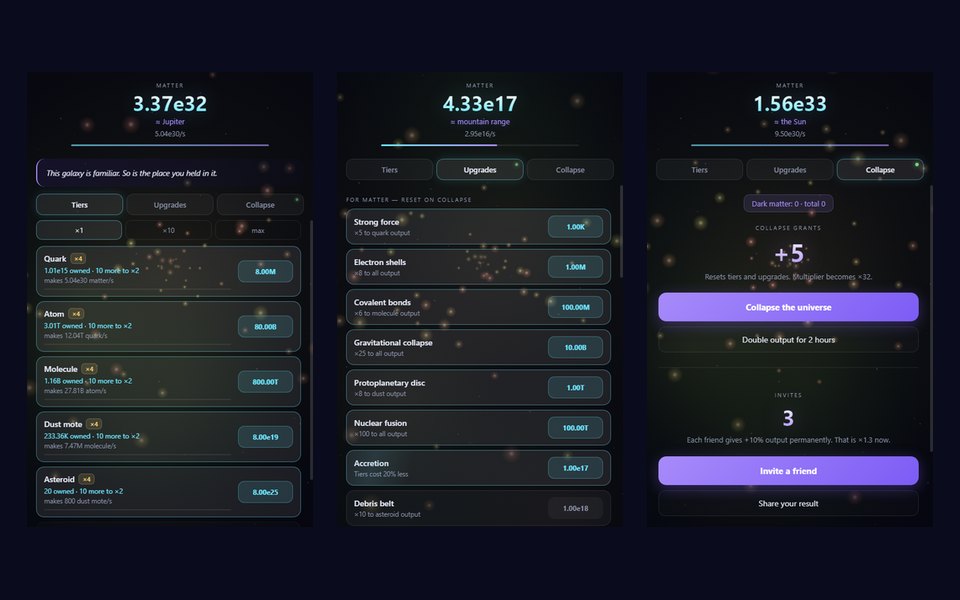 MATTER
3.37e32
≈ Jupiter
5.04e30/s
This galaxy is familiar. So is the place you held in it.
Tiers
Upgrades
Collapse
×1
×10
max
Quark ×4
1.01e15 owned · 10 more to ×2
makes 5.04e30 matter/s
8.00M
Atom ×4
3.01T owned · 10 more to ×2
makes 12.04T quark/s
80.00B
Molecule ×4
1.16B owned · 10 more to ×2
makes 27.81B atom/s
800.00T
Dust mote ×4
233.36K owned · 10 more to ×2
makes 7.47M molecule/s
8.00e19
Asteroid ×4
20 owned · 10 more to ×2
makes 800 dust mote/s
8.00e25
MATTER
4.33e17
≈ mountain range
2.95e16/s
Tiers
Upgrades
Collapse
FOR MATTER — RESET ON COLLAPSE
Strong force
×5 to quark output
1.00K
Electron shells
×8 to all output
1.00M
Covalent bonds
×6 to molecule output
100.00M
Gravitational collapse
×25 to all output
10.00B
Protoplanetary disc
×8 to dust output
1.00T
Nuclear fusion
×100 to all output
100.00T
Accretion
Tiers cost 20% less
1.00e17
Debris belt
×10 to asteroid output
1.00e18
MATTER
1.56e33
≈ the Sun
9.50e30/s
Tiers
Upgrades
Collapse
Dark matter: 0 · total 0
COLLAPSE GRANTS
+5
Resets tiers and upgrades. Multiplier becomes ×32.
Collapse the universe
Double output for 2 hours
INVITES
3
Each friend gives +10% output permanently. That is ×1.3 now.
Invite a friend
Share your result